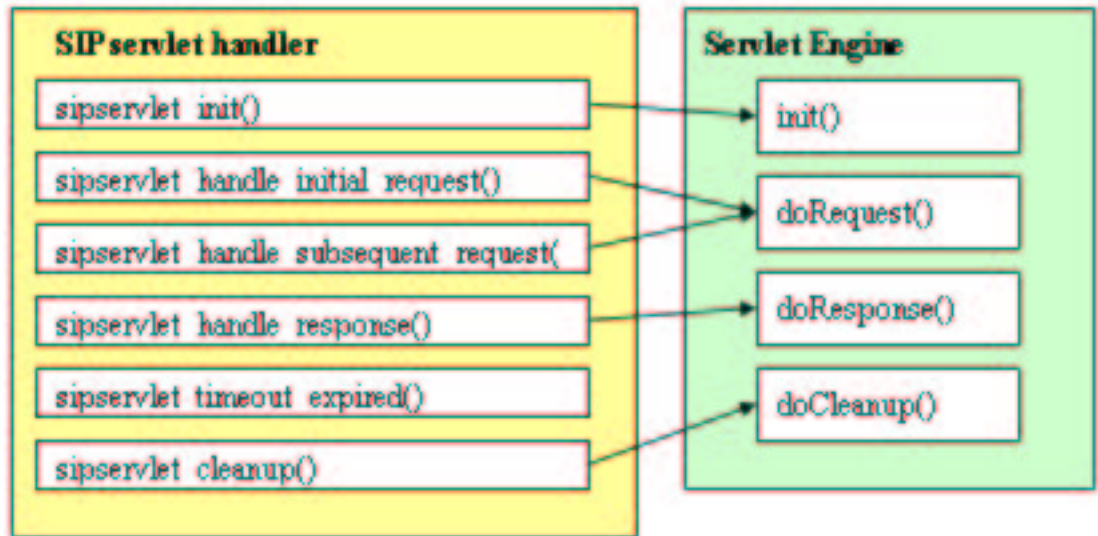 SIP servlet handler
sipservlet init()
sipservlet handle initial request()
sipservlet handle subsequent request(
sipservlet handle response()
sipservlet timeout expired()
sipservlet cleanup()
Servlet Engine
init()
doRequest()
doResponse()
doCleanup()